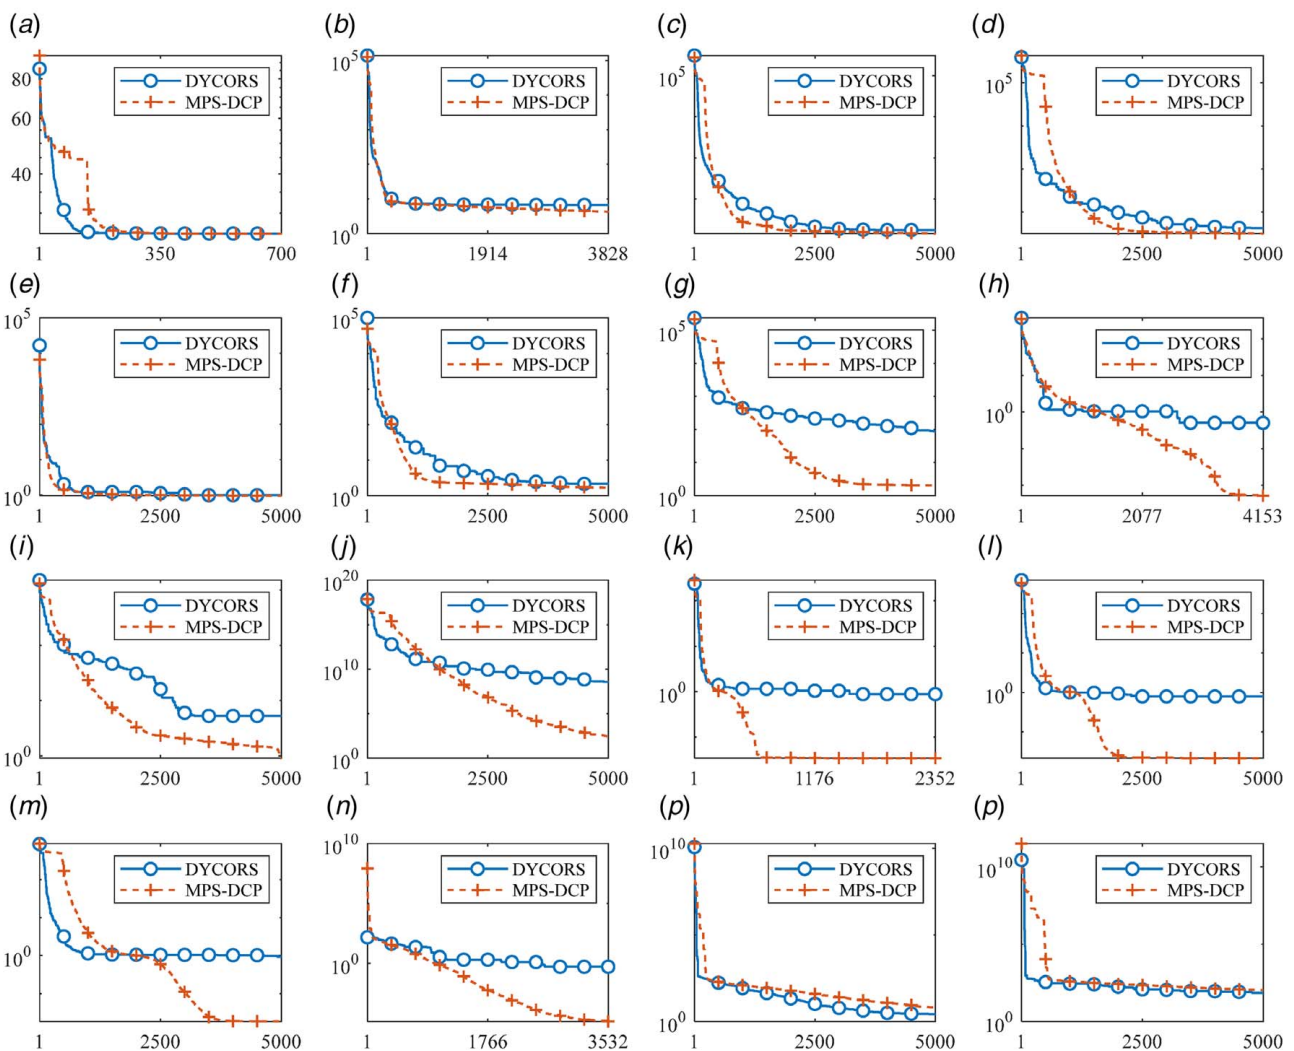 (a) (b) (c) (d)
80 60 40
DYCORS
MPS-DCP
1 350 700
10^5 10^0
DYCORS
MPS-DCP
1 1914 3828
10^5
DYCORS
MPS-DCP
1 2500 5000
10^5
DYCORS
MPS-DCP
1 2500 5000
(e) (f) (g) (h)
10^5 10^0
DYCORS
MPS-DCP
1 2500 5000
10^5 10^0
DYCORS
MPS-DCP
1 2500 5000
10^5 10^0
DYCORS
MPS-DCP
1 2500 5000
10^0
DYCORS
MPS-DCP
1 2077 4153
(i) (j) (k) (l)
10^0
DYCORS
MPS-DCP
1 2500 5000
10^20 10^15 10^10 10^5 10^0
DYCORS
MPS-DCP
1 2500 5000
10^0
DYCORS
MPS-DCP
1 1176 2352
10^0
DYCORS
MPS-DCP
1 2500 5000
(m) (n) (p) (p)
10^0
DYCORS
MPS-DCP
1 2500 5000
10^10 10^0
DYCORS
MPS-DCP
1 1766 3532
10^10 10^0
DYCORS
MPS-DCP
1 2500 5000
10^10 10^0
DYCORS
MPS-DCP
1 2500 5000